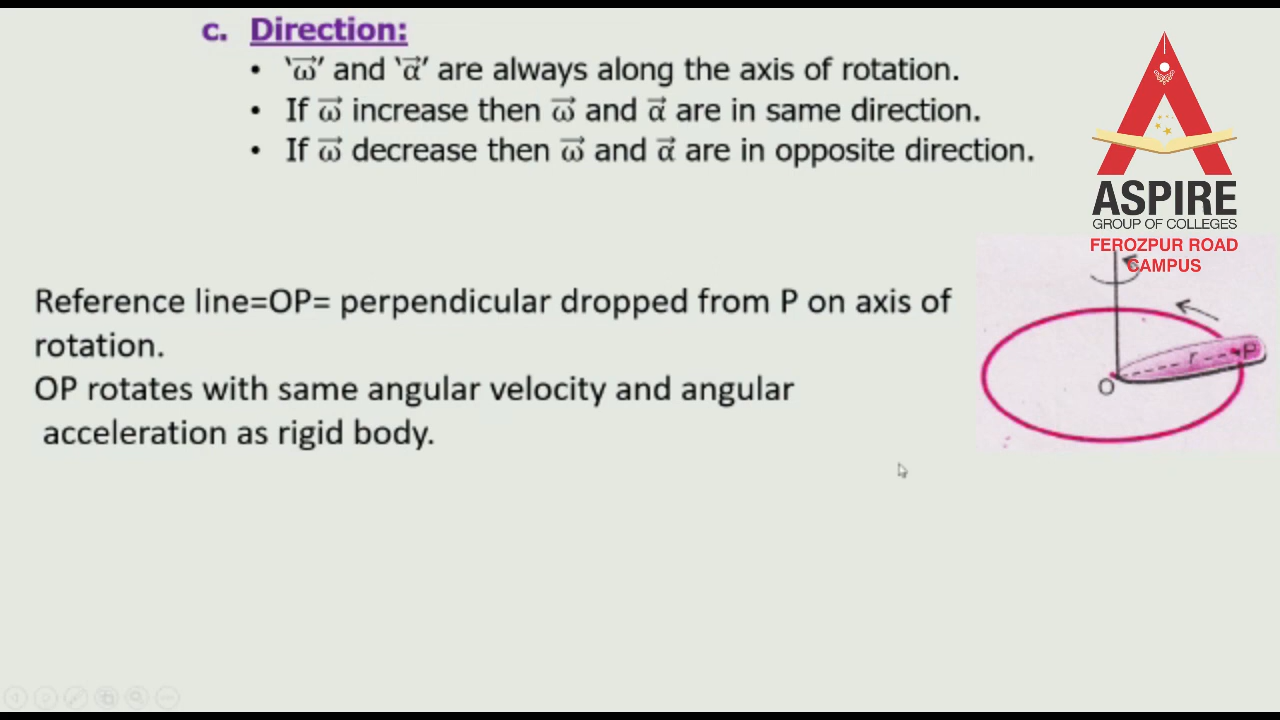 c. Direction:
• ‘ω⃗’ and ‘α⃗’ are always along the axis of rotation.
• If ω⃗ increase then ω⃗ and α⃗ are in same direction.
• If ω⃗ decrease then ω⃗ and α⃗ are in opposite direction.
ASPIRE
GROUP OF COLLEGES
FEROZPUR ROAD
CAMPUS
Reference line=OP= perpendicular dropped from P on axis of
rotation.
OP rotates with same angular velocity and angular
acceleration as rigid body.
r
P
O